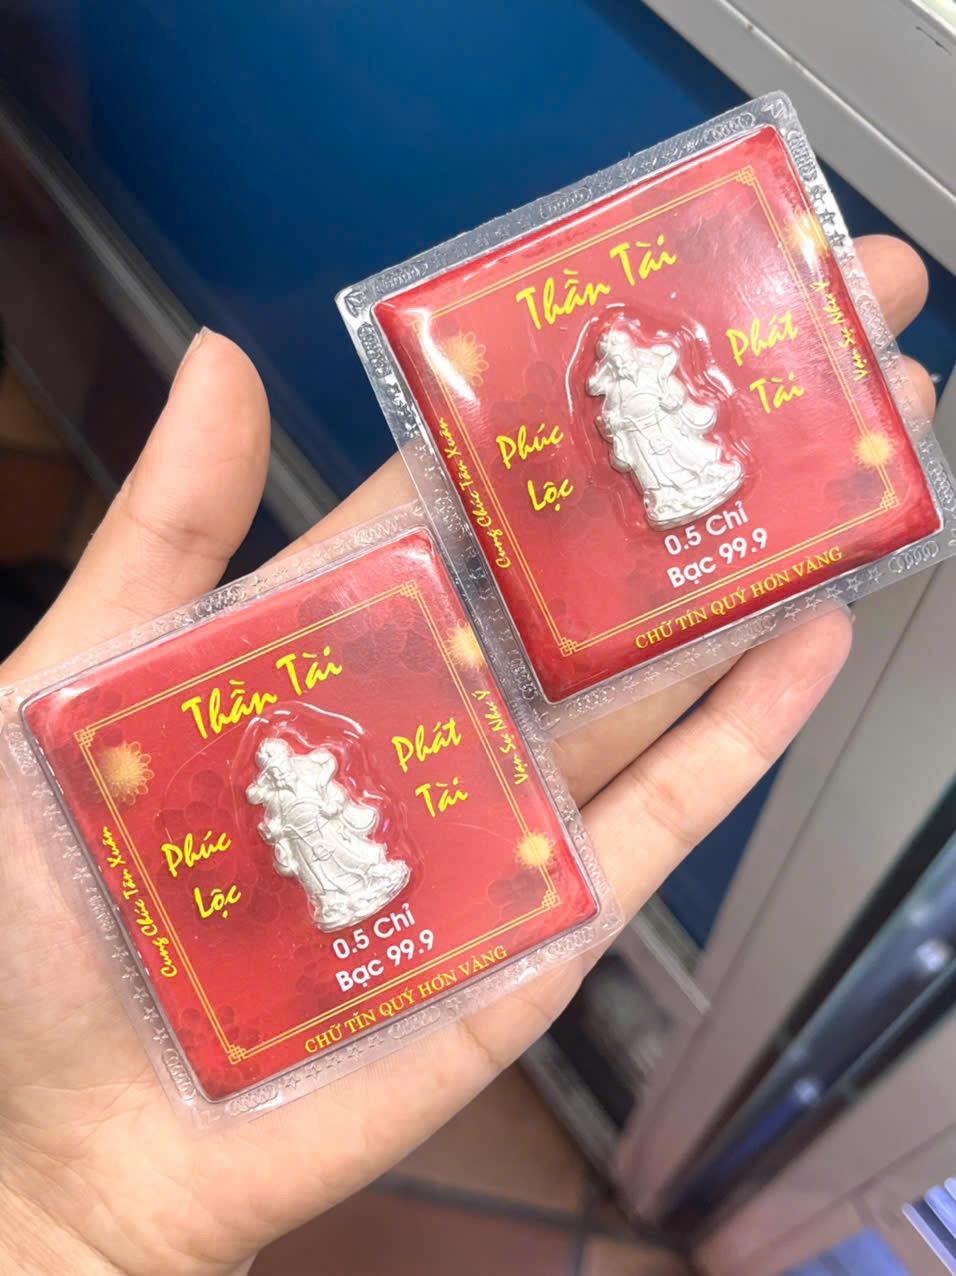 Thần Tài
Phát
Tài
Phúc
Lộc
Cung Chúc Tân Xuân
Vạn Sự Như Ý
0.5 Chỉ
Bạc 99.9
CHỮ TÍN QUÝ HƠN VÀNG
Thần Tài
Phát
Tài
Phúc
Lộc
Cung Chúc Tân Xuân
Vạn Sự Như Ý
0.5 Chỉ
Bạc 99.9
CHỮ TÍN QUÝ HƠN VÀNG